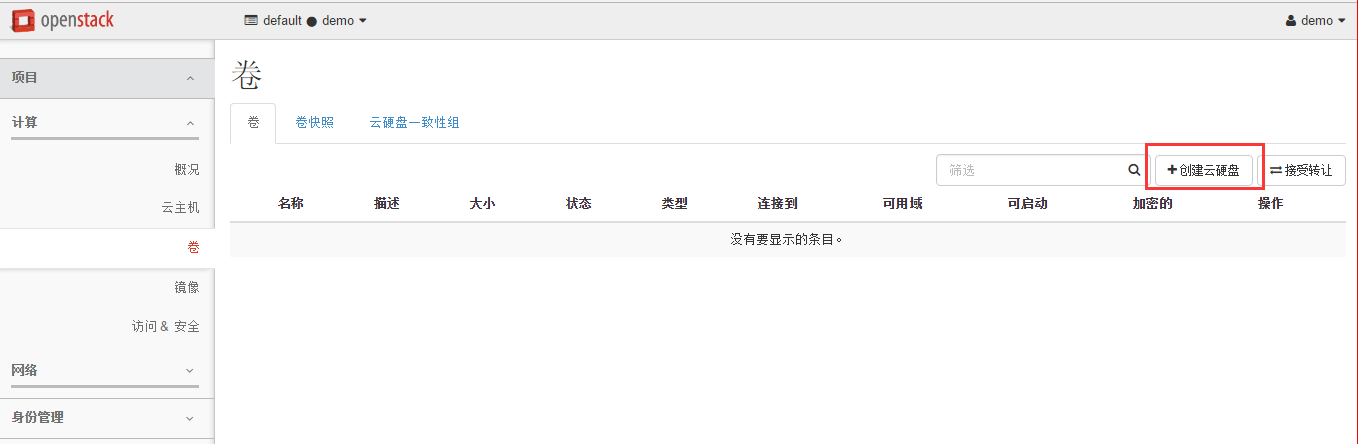 openstack default ● demo demo
项目
卷
计算
卷 卷快照 云硬盘一致性组
概况
筛选 创建云硬盘 接受转让
云主机
名称 描述 大小 状态 类型 连接到 可用域 可启动 加密的 操作
没有要显示的条目。
卷
镜像
访问 & 安全
网络
身份管理